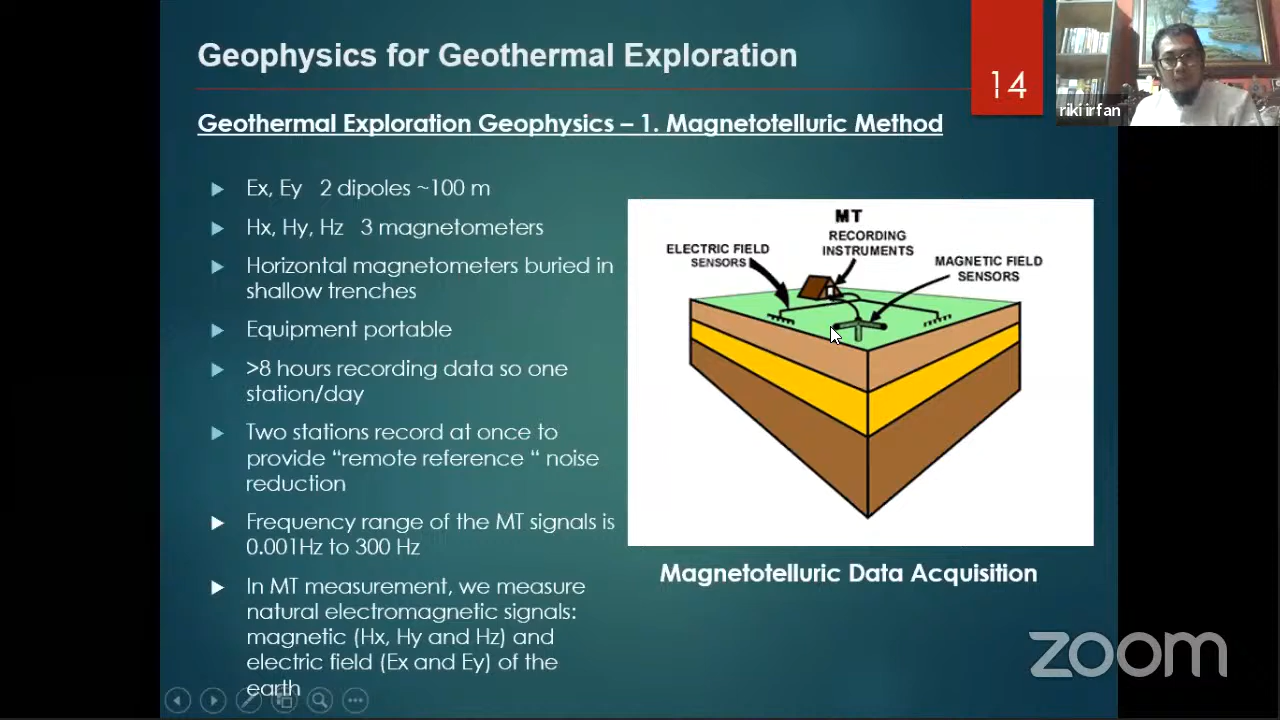 Geophysics for Geothermal Exploration
14
riki irfan
Geothermal Exploration Geophysics – 1. Magnetotelluric Method
Ex, Ey 2 dipoles ~100 m
Hx, Hy, Hz 3 magnetometers
Horizontal magnetometers buried in
shallow trenches
Equipment portable
>8 hours recording data so one
station/day
Two stations record at once to
provide “remote reference “ noise
reduction
Frequency range of the MT signals is
0.001Hz to 300 Hz
In MT measurement, we measure
natural electromagnetic signals:
magnetic (Hx, Hy and Hz) and
electric field (Ex and Ey) of the
earth
MT
RECORDING
INSTRUMENTS
ELECTRIC FIELD
SENSORS
MAGNETIC FIELD
SENSORS
Magnetotelluric Data Acquisition
zoom